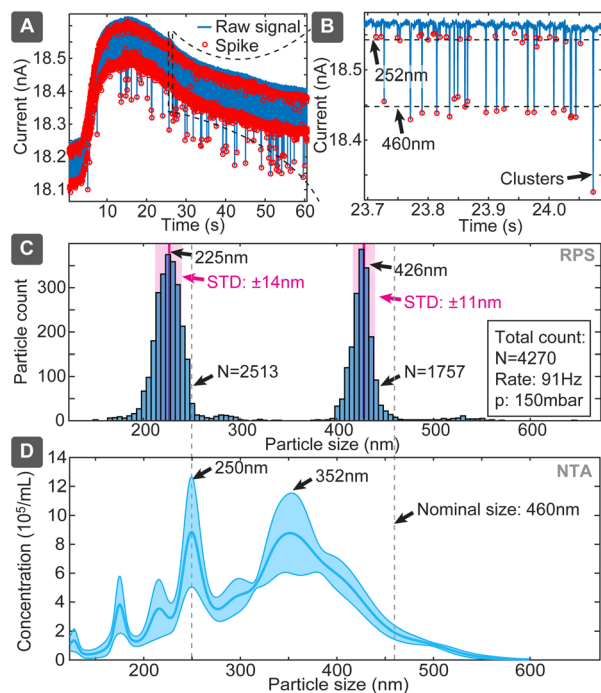 A
Raw signal
Spike
Current (nA)
18.5
18.4
18.3
18.2
18.1
0
10
20
30
40
50
60
Time (s)
B
Current (nA)
18.5
18.4
252nm
460nm
Clusters
23.7
23.8
23.9
24.0
Time (s)
C
RPS
225nm
STD: ±14nm
426nm
STD: ±11nm
N=2513
N=1757
Total count:
N=4270
Rate: 91Hz
p: 150mbar
Particle count
300
200
100
0
200
300
400
500
600
Particle size (nm)
D
NTA
250nm
352nm
Nominal size: 460nm
Concentration (10⁵/mL)
14
12
10
8
6
4
2
0
200
300
400
500
600
Particle size (nm)